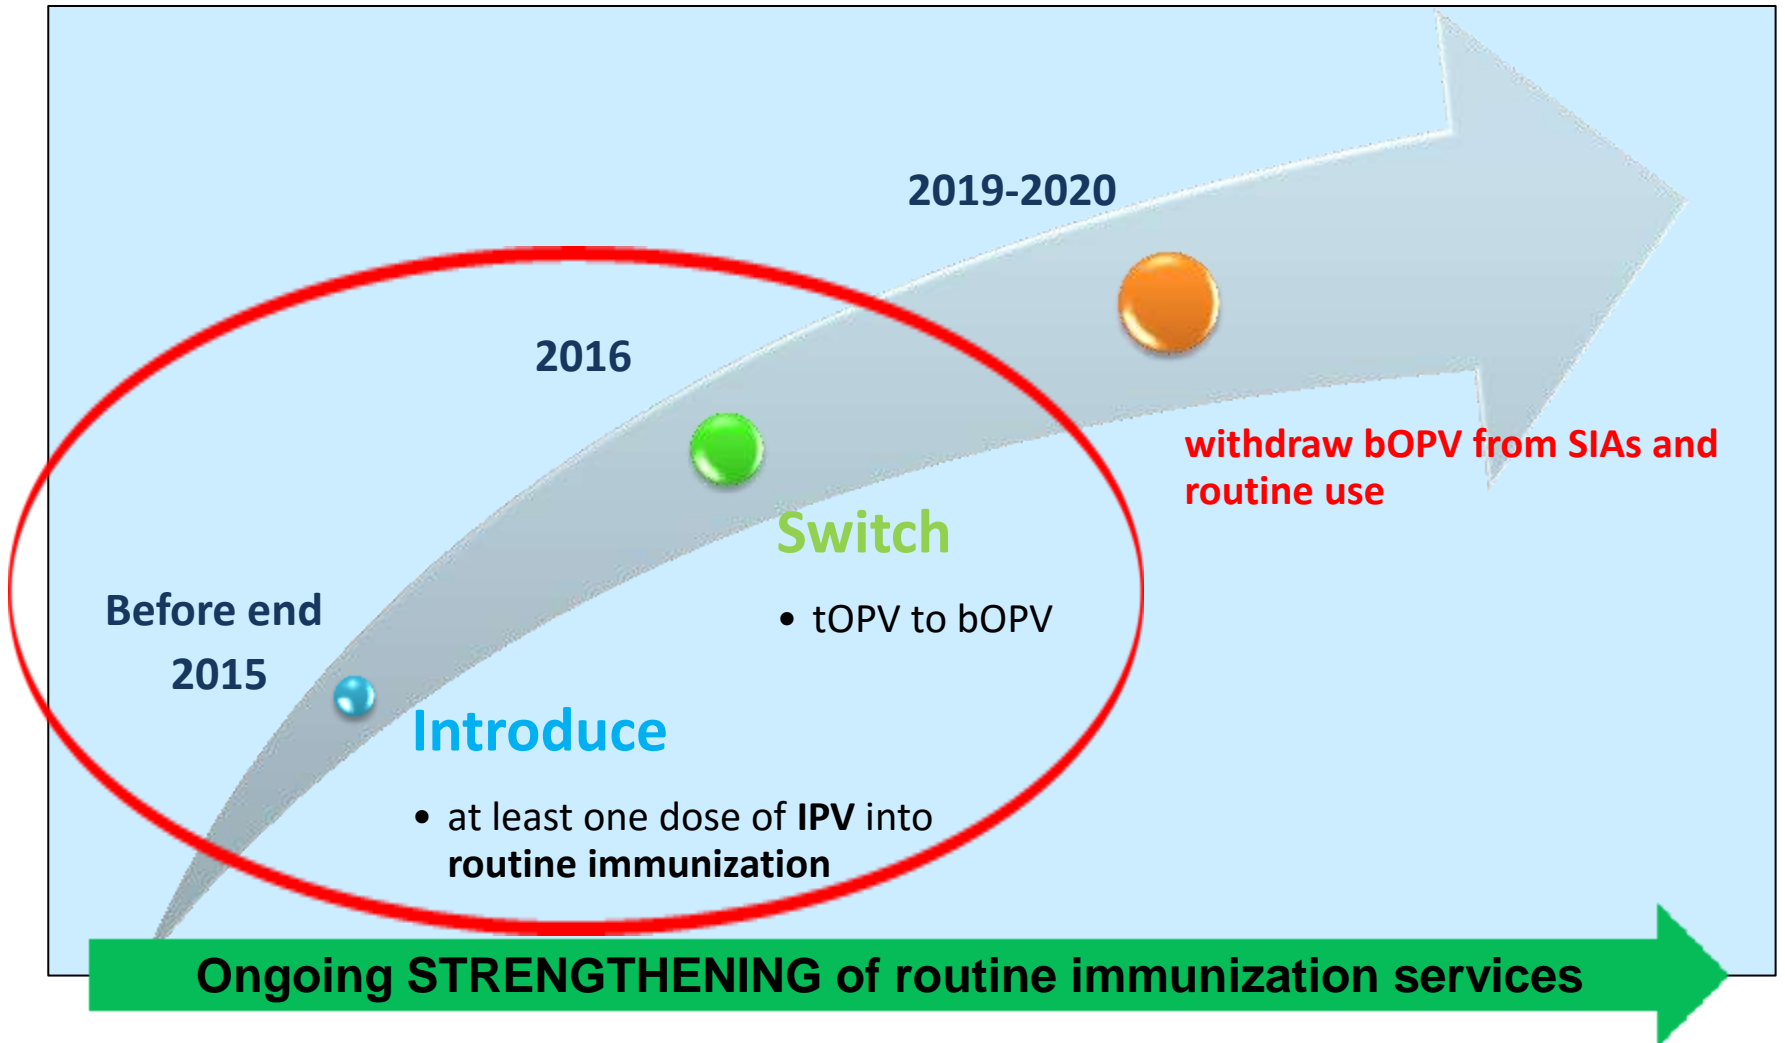 2019-2020
2016
withdraw bOPV from SIAs and
routine use
Switch
• tOPV to bOPV
Before end
2015
Introduce
• at least one dose of IPV into
routine immunization
Ongoing STRENGTHENING of routine immunization services